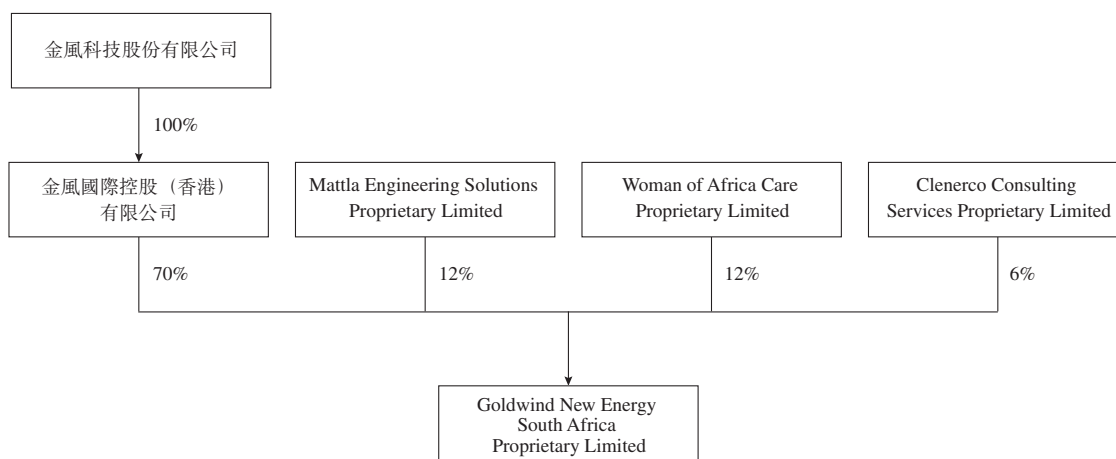 金風科技股份有限公司
100%
金風國際控股（香港）
有限公司
Mattla Engineering Solutions
Proprietary Limited
Woman of Africa Care
Proprietary Limited
Clenerco Consulting
Services Proprietary Limited
70%
12%
12%
6%
Goldwind New Energy
South Africa
Proprietary Limited